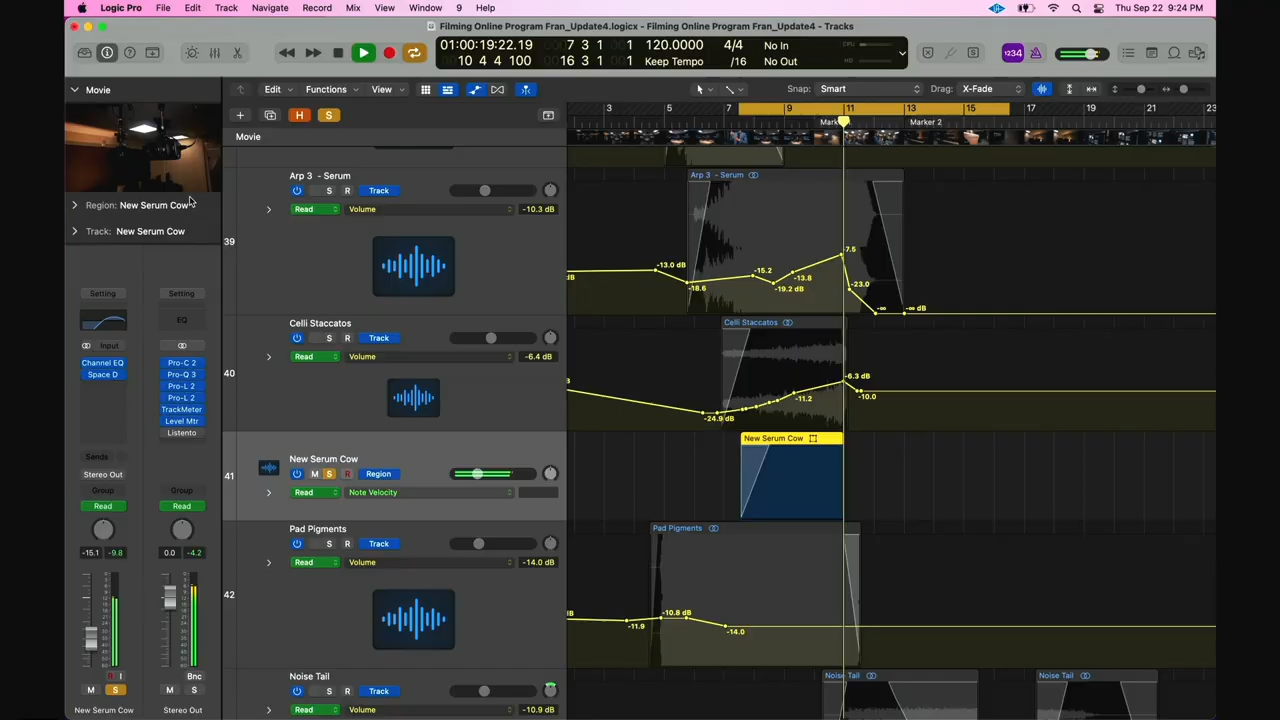 Logic Pro File Edit Track Navigate Record Mix View Window 9 Help Thu Sep 22 9:24 PM
Filming Online Program Fran_Update4.logicx - Filming Online Program Fran_Update4 - Tracks
01:00:19:22.19 7 3 1 120.0000 4/4 No In CPU
10 4 4 100 16 3 1 Keep Tempo /16 No Out
1234
Movie Edit Functions View Snap: Smart Drag: X-Fade
H S 3 5 7 9 11 13 15 17 19 21 23
Movie Mark Marker 2
Arp 3 - Serum
S R Track
Read Volume -10.3 dB
39
Arp 3 - Serum
dB -13.0 dB -18.6 -15.2 -19.2 dB -13.8 -7.5 -23.0 -∞ -∞ dB
Region: New Serum Cow
Track: New Serum Cow
Setting Setting
EQ
Input
Channel EQ Pro-C 2
Space D Pro-Q 3
Pro-L 2
Pro-L 2
TrackMeter
Level Mtr
Listento
Sends
Stereo Out
Group Group
Read Read
-15.1 -9.8 0.0 -4.2
R I Bnc
M S M S
New Serum Cow Stereo Out
Celli Staccatos
S R Track
Read Volume -6.4 dB
40
Celli Staccatos
-24.9 dB -11.2 -6.3 dB -10.0
New Serum Cow
M S R Region
Read Note Velocity
41
New Serum Cow
Pad Pigments
S R Track
Read Volume -14.0 dB
42
Pad Pigments
-11.9 -10.8 dB -14.0
Noise Tail
S R Track
Read Volume -10.9 dB
Noise Tail Noise Tail